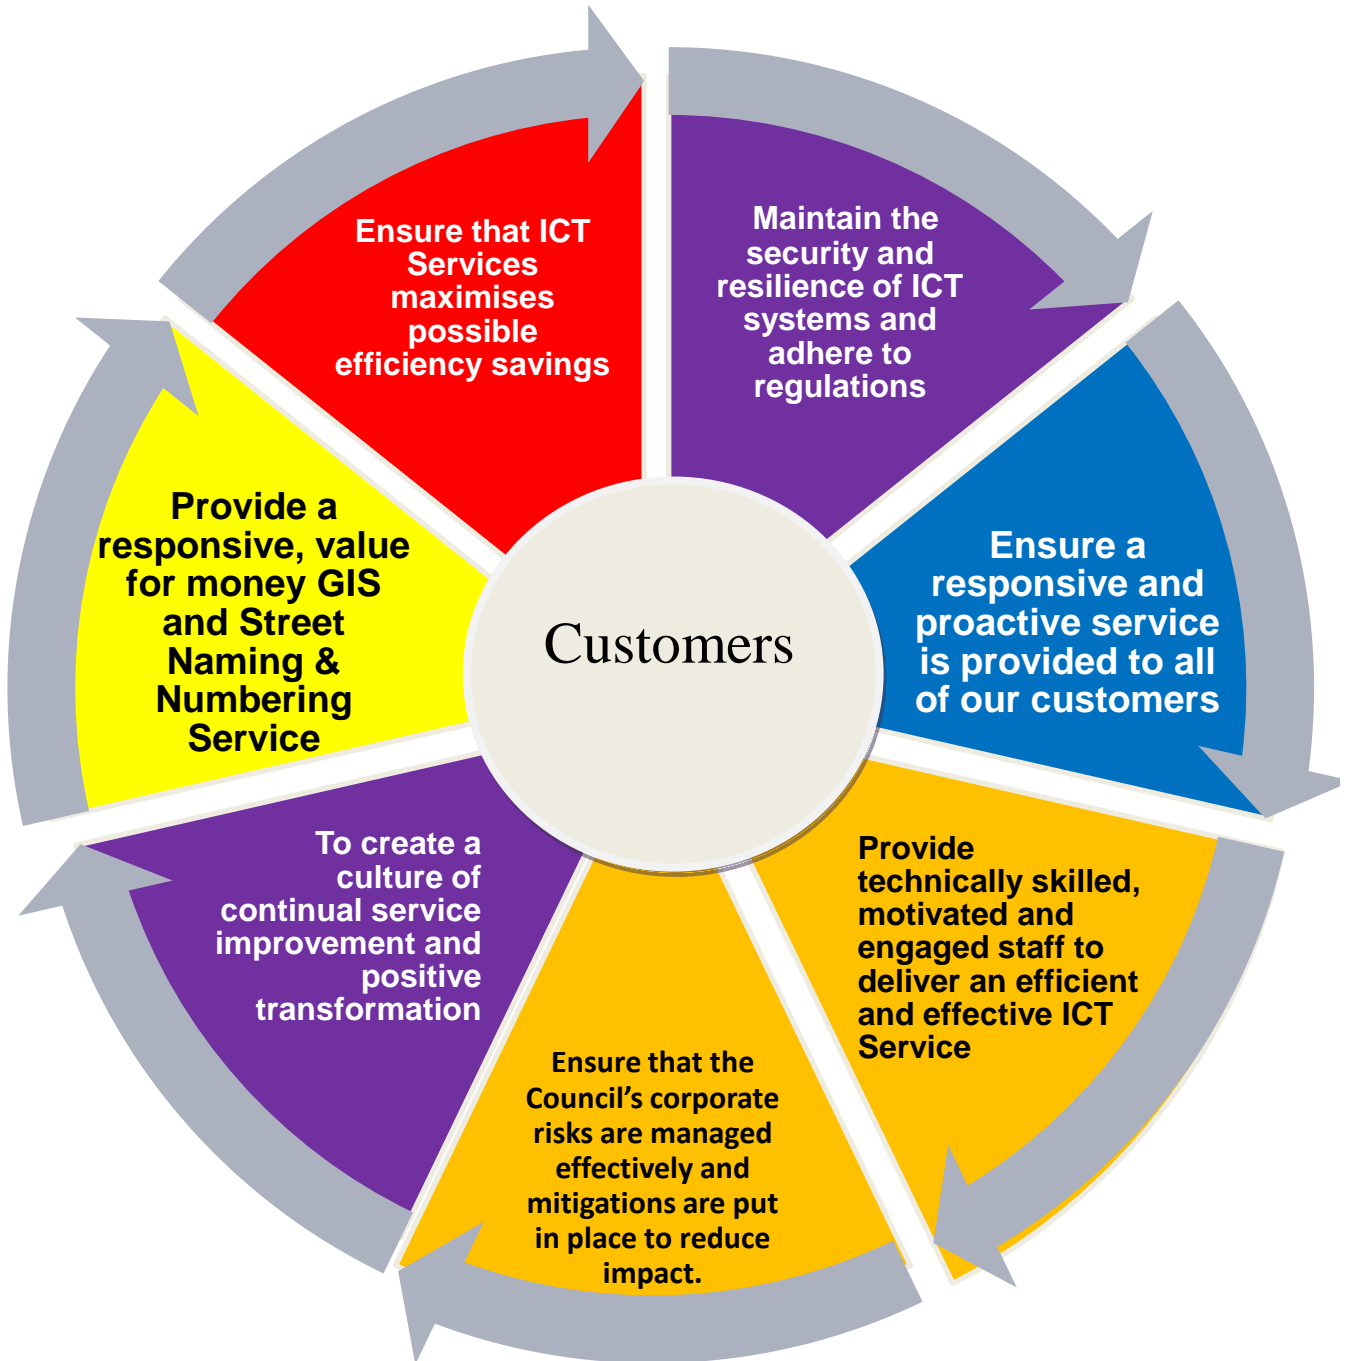 Ensure that ICT
Services
maximises
possible
efficiency savings
Maintain the
security and
resilience of ICT
systems and
adhere to
regulations
Ensure a
responsive and
proactive service
is provided to all
of our customers
Provide
technically skilled,
motivated and
engaged staff to
deliver an efficient
and effective ICT
Service
Ensure that the
Council’s corporate
risks are managed
effectively and
mitigations are put
in place to reduce
impact.
To create a
culture of
continual service
improvement and
positive
transformation
Provide a
responsive, value
for money GIS
and Street
Naming &
Numbering
Service
Customers